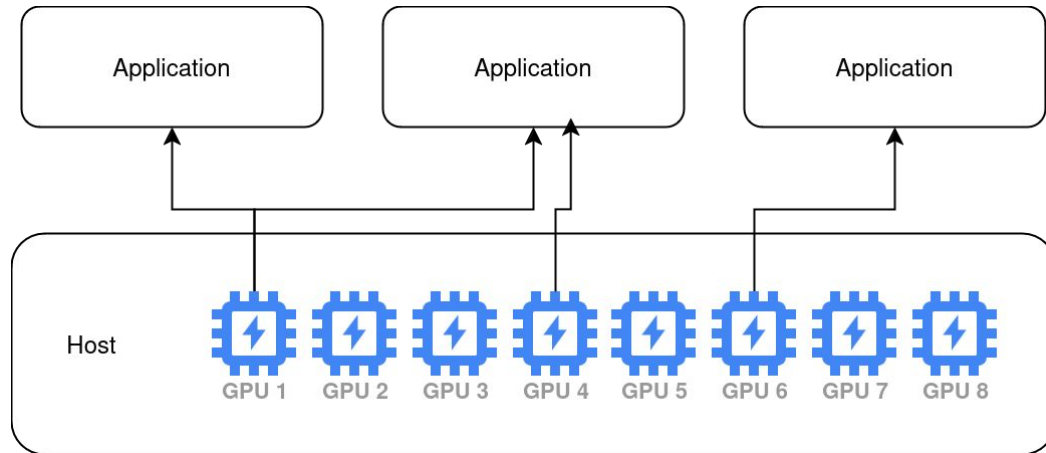 Application
Application
Application
Host
GPU 1
GPU 2
GPU 3
GPU 4
GPU 5
GPU 6
GPU 7
GPU 8